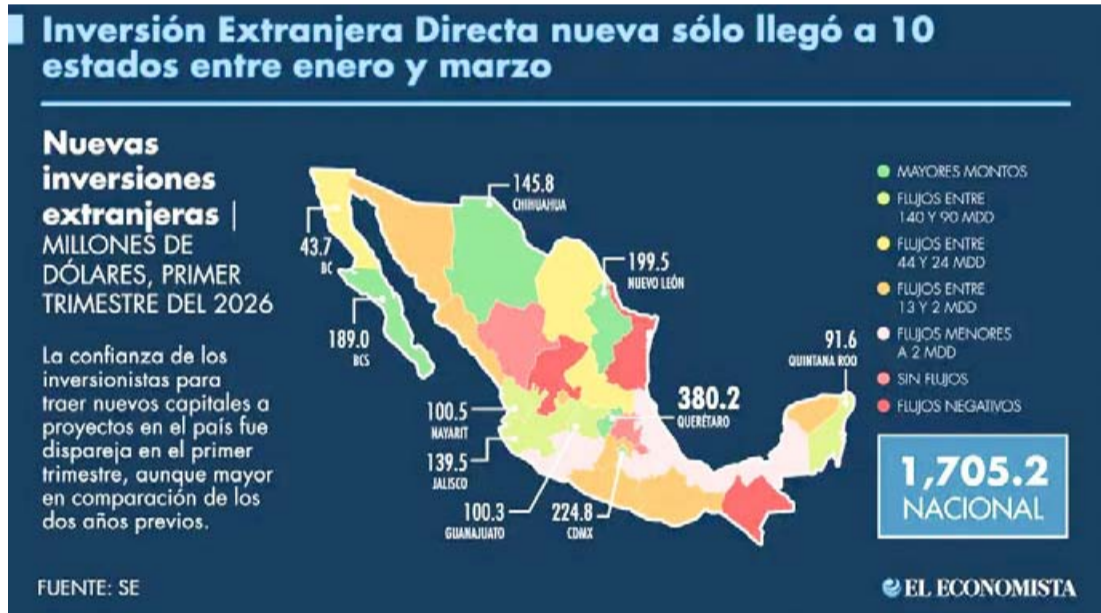 Inversión Extranjera Directa nueva sólo llegó a 10
estados entre enero y marzo
Nuevas
inversiones
extranjeras |
MILLONES DE
DÓLARES, PRIMER
TRIMESTRE DEL 2026
La confianza de los
inversionistas para
traer nuevos capitales a
proyectos en el país fue
dispareja en el primer
trimestre, aunque mayor
en comparación de los
dos años previos.
145.8
CHIHUAHUA
43.7
BC
199.5
NUEVO LEÓN
189.0
BCS
91.6
QUINTANA ROO
100.5
NAYARIT
380.2
QUERÉTARO
139.5
JALISCO
100.3
GUANAJUATO
224.8
CDMX
MAYORES MONTOS
FLUJOS ENTRE
140 Y 90 MDD
FLUJOS ENTRE
44 Y 24 MDD
FLUJOS ENTRE
13 Y 2 MDD
FLUJOS MENORES
A 2 MDD
SIN FLUJOS
FLUJOS NEGATIVOS
1,705.2
NACIONAL
FUENTE: SE
EL ECONOMISTA